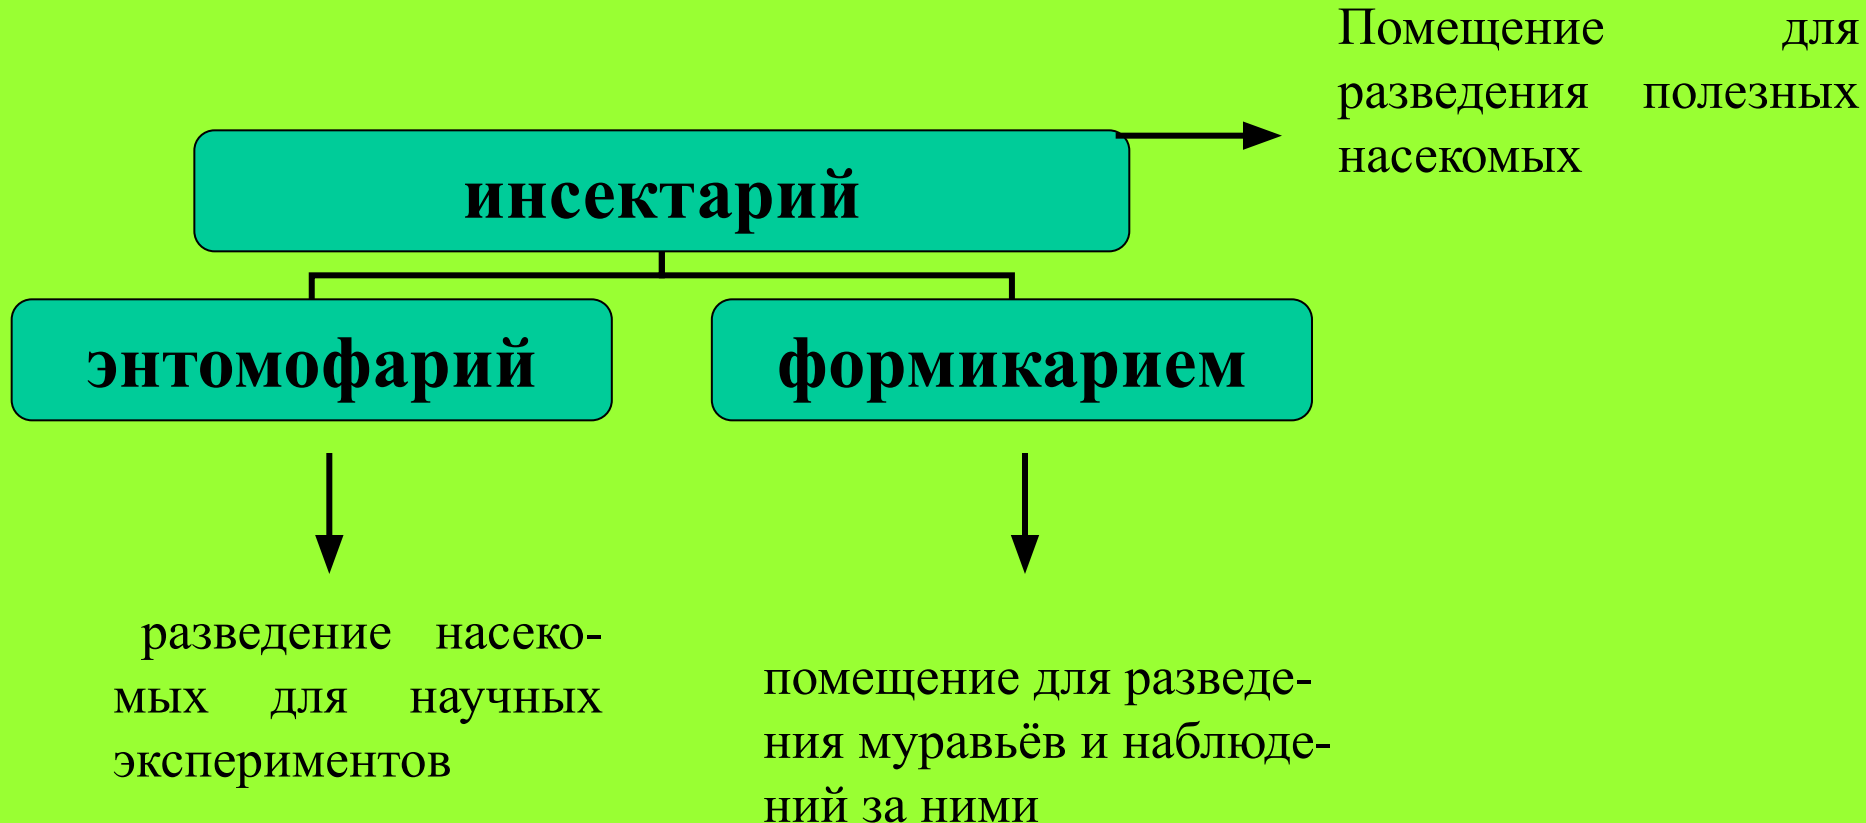 Помещение для
разведения полезных
насекомых
инсектарий
энтомофарий
формикарием
разведение насеко-
мых для научных
экспериментов
помещение для разведе-
ния муравьёв и наблюде-
ний за ними